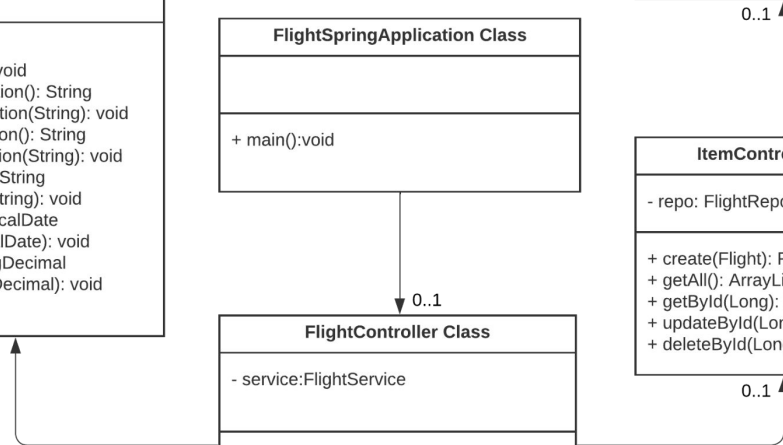 void
ion(): String
tion(String): void
on(): String
ion(String): void
String
tring): void
calDate
lDate): void
gDecimal
Decimal): void
FlightSpringApplication Class
+ main():void
0..1
FlightController Class
- service:FlightService
0..1
ItemContr
- repo: FlightRepo
+ create(Flight): F
+ getAll(): ArrayLi
+ getById(Long):
+ updateById(Lon
+ deleteById(Lon
0..1